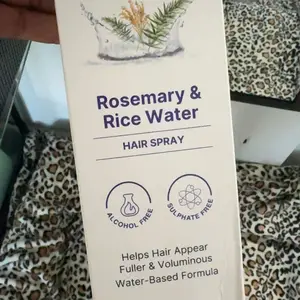 Rosemary &
Rice Water
HAIR SPRAY
ALCOHOL FREE
SULPHATE FREE
Helps Hair Appear
Fuller & Voluminous
Water-Based Formula